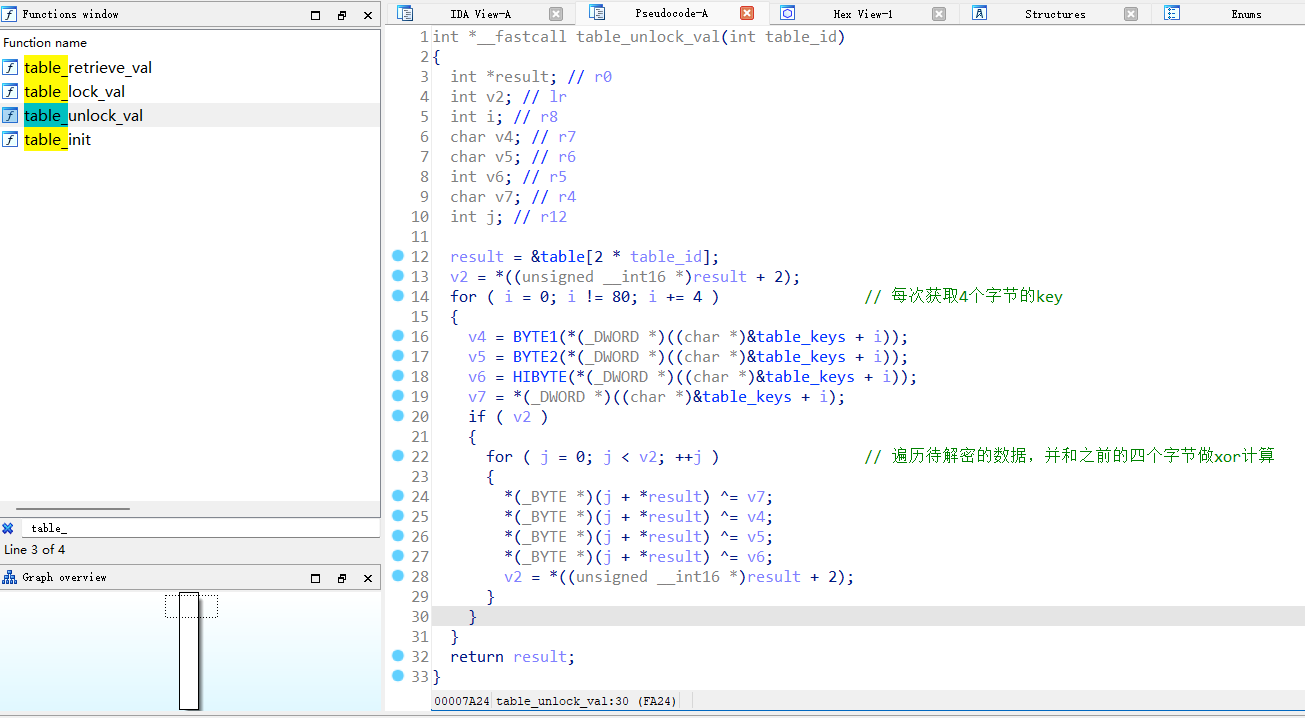 Functions window
Function name
table_retrieve_val
table_lock_val
table_unlock_val
table_init
table_
Line 3 of 4
Graph overview
IDA View-A Pseudocode-A Hex View-1 Structures Enums
1 int *__fastcall table_unlock_val(int table_id)
2 {
3 int *result; // r0
4 int v2; // lr
5 int i; // r8
6 char v4; // r7
7 char v5; // r6
8 int v6; // r5
9 char v7; // r4
10 int j; // r12
11
12 result = &table[2 * table_id];
13 v2 = *((unsigned __int16 *)result + 2);
14 for ( i = 0; i != 80; i += 4 ) // 每次获取4个字节的key
15 {
16 v4 = BYTE1(*(_DWORD *)((char *)&table_keys + i));
17 v5 = BYTE2(*(_DWORD *)((char *)&table_keys + i));
18 v6 = HIBYTE(*(_DWORD *)((char *)&table_keys + i));
19 v7 = *(_DWORD *)((char *)&table_keys + i);
20 if ( v2 )
21 {
22 for ( j = 0; j < v2; ++j ) // 遍历待解密的数据，并和之前的四个字节做xor计算
23 {
24 *(_BYTE *)(j + *result) ^= v7;
25 *(_BYTE *)(j + *result) ^= v4;
26 *(_BYTE *)(j + *result) ^= v5;
27 *(_BYTE *)(j + *result) ^= v6;
28 v2 = *((unsigned __int16 *)result + 2);
29 }
30 }
31 }
32 return result;
33 }
00007A24 table_unlock_val:30 (FA24)